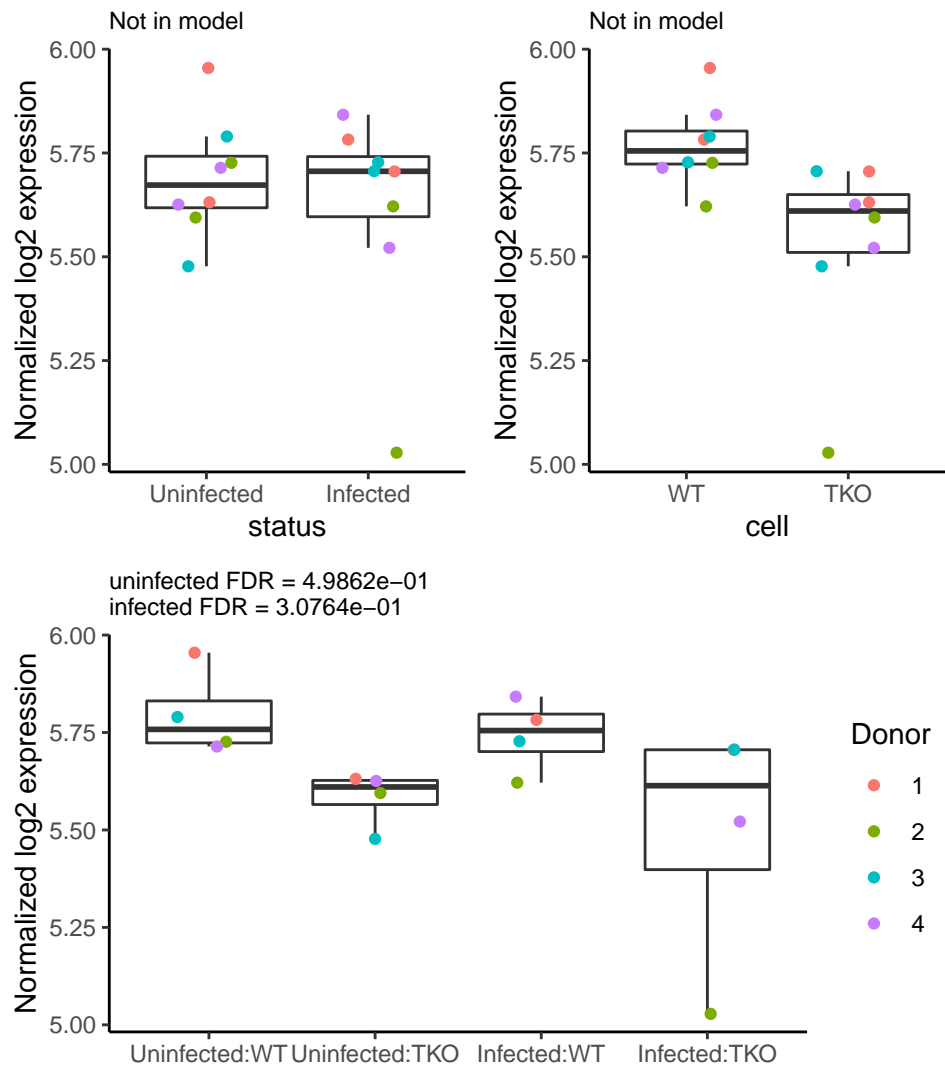 Not in model
Normalized log2 expression
6.00
5.75
5.50
5.25
5.00
Uninfected Infected
status
Not in model
Normalized log2 expression
6.00
5.75
5.50
5.25
5.00
WT TKO
cell
uninfected FDR = 4.9862e−01
infected FDR = 3.0764e−01
Normalized log2 expression
6.00
5.75
5.50
5.25
5.00
Uninfected:WT Uninfected:TKO Infected:WT Infected:TKO
Donor
1
2
3
4